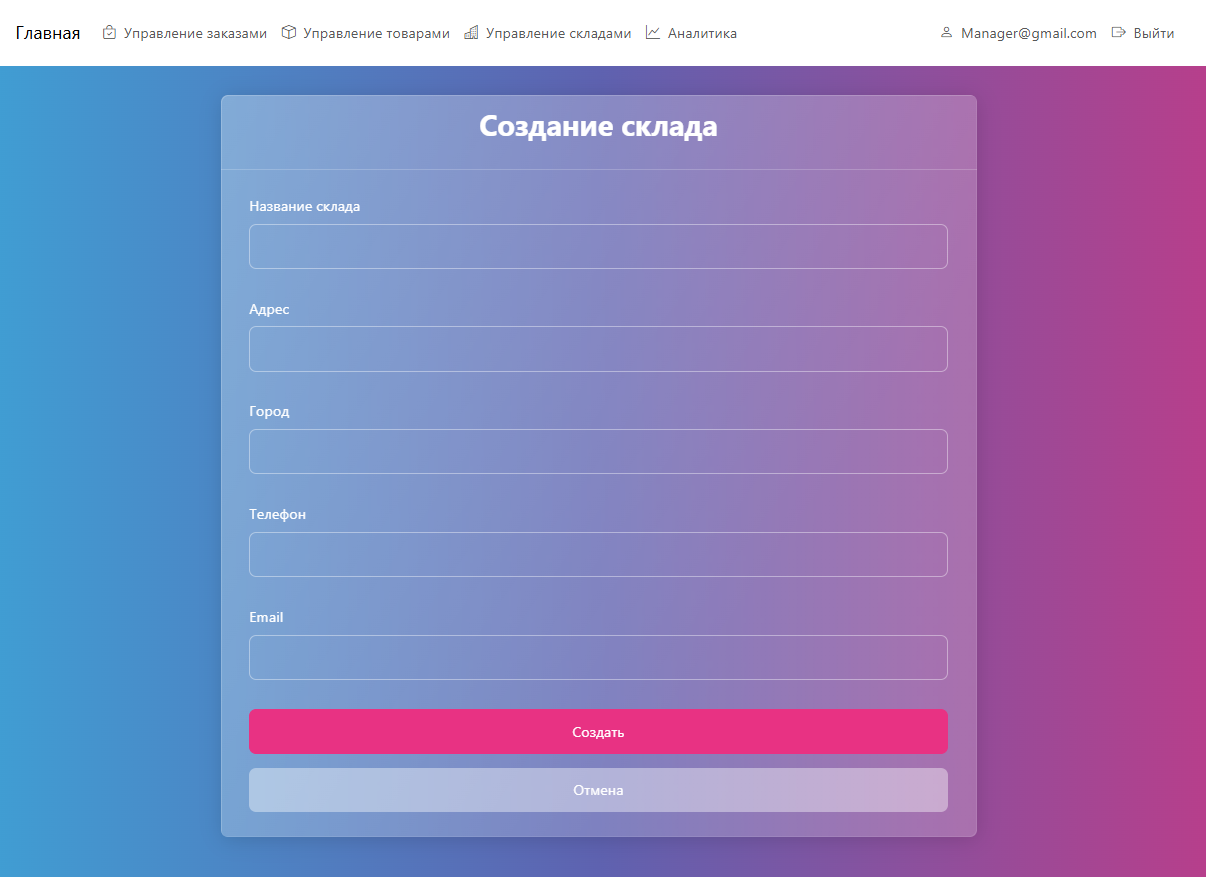 Главная Управление заказами Управление товарами Управление складами Аналитика Manager@gmail.com Выйти
Создание склада
Название склада
Адрес
Город
Телефон
Email
Создать
Отмена